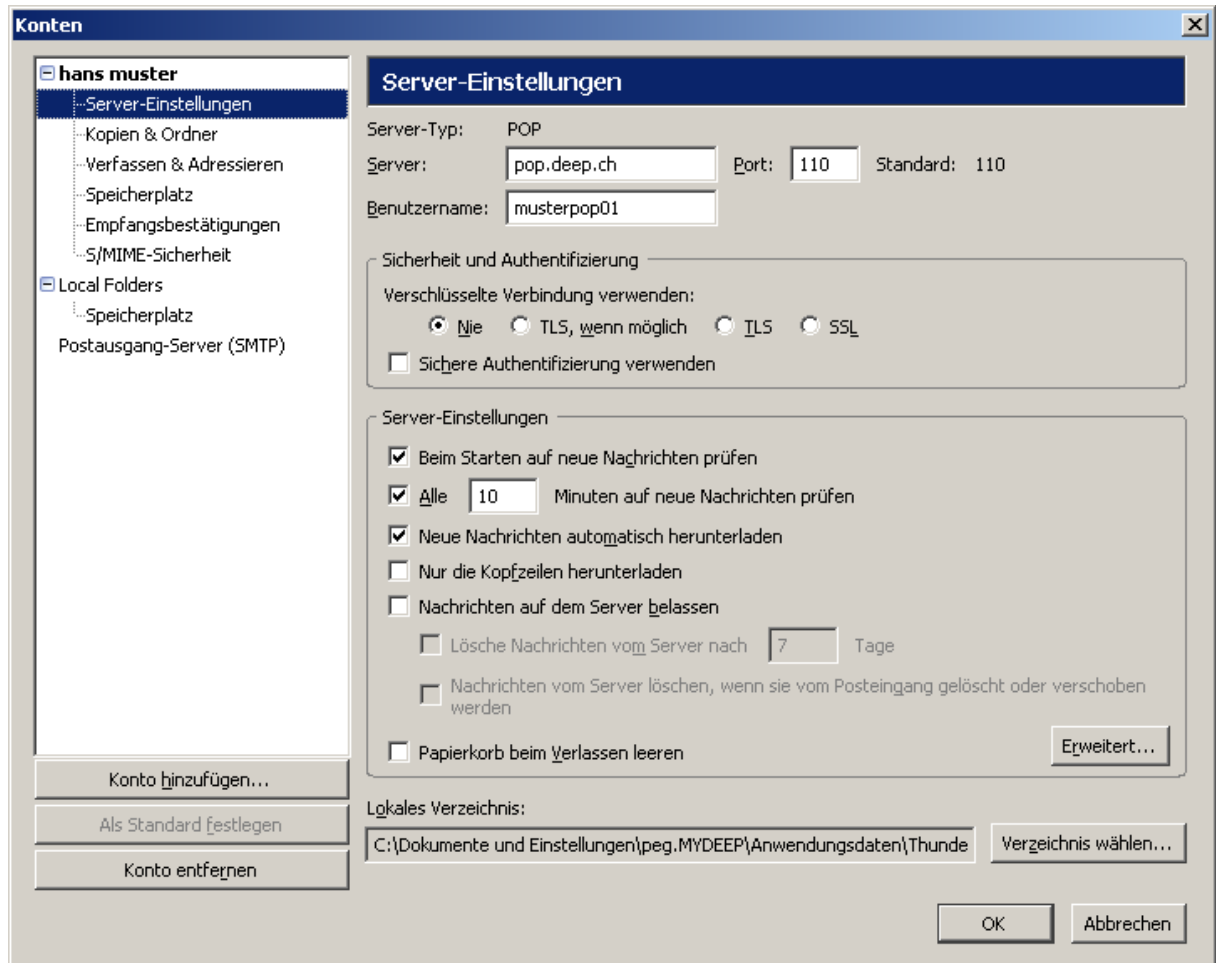 Konten
hans muster
Server-Einstellungen
Kopien & Ordner
Verfassen & Adressieren
Speicherplatz
Empfangsbestätigungen
S/MIME-Sicherheit
Local Folders
Speicherplatz
Postausgang-Server (SMTP)
Konto hinzufügen...
Als Standard festlegen
Konto entfernen
Server-Einstellungen
Server-Typ: POP
Server: pop.deep.ch Port: 110 Standard: 110
Benutzername: musterpop01
Sicherheit und Authentifizierung
Verschlüsselte Verbindung verwenden:
Nie TLS, wenn möglich TLS SSL
Sichere Authentifizierung verwenden
Server-Einstellungen
Beim Starten auf neue Nachrichten prüfen
Alle 10 Minuten auf neue Nachrichten prüfen
Neue Nachrichten automatisch herunterladen
Nur die Kopfzeilen herunterladen
Nachrichten auf dem Server belassen
Lösche Nachrichten vom Server nach 7 Tage
Nachrichten vom Server löschen, wenn sie vom Posteingang gelöscht oder verschoben
werden
Papierkorb beim Verlassen leeren
Erweitert...
Lokales Verzeichnis:
C:\Dokumente und Einstellungen\peg.MYDEEP\Anwendungsdaten\Thunde Verzeichnis wählen...
OK Abbrechen